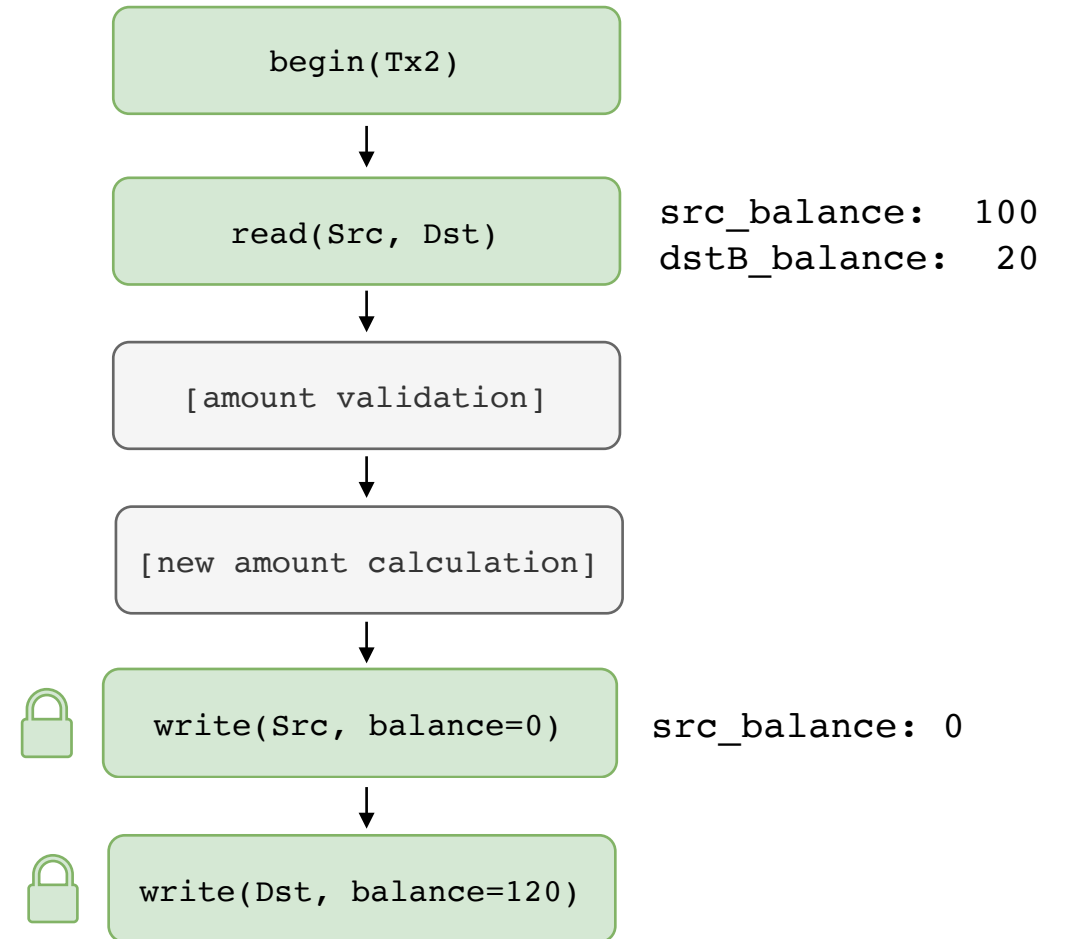 begin(Tx2)
read(Src, Dst)
src_balance:  100
dstB_balance:  20
[amount validation]
[new amount calculation]
write(Src, balance=0)
src_balance: 0
write(Dst, balance=120)